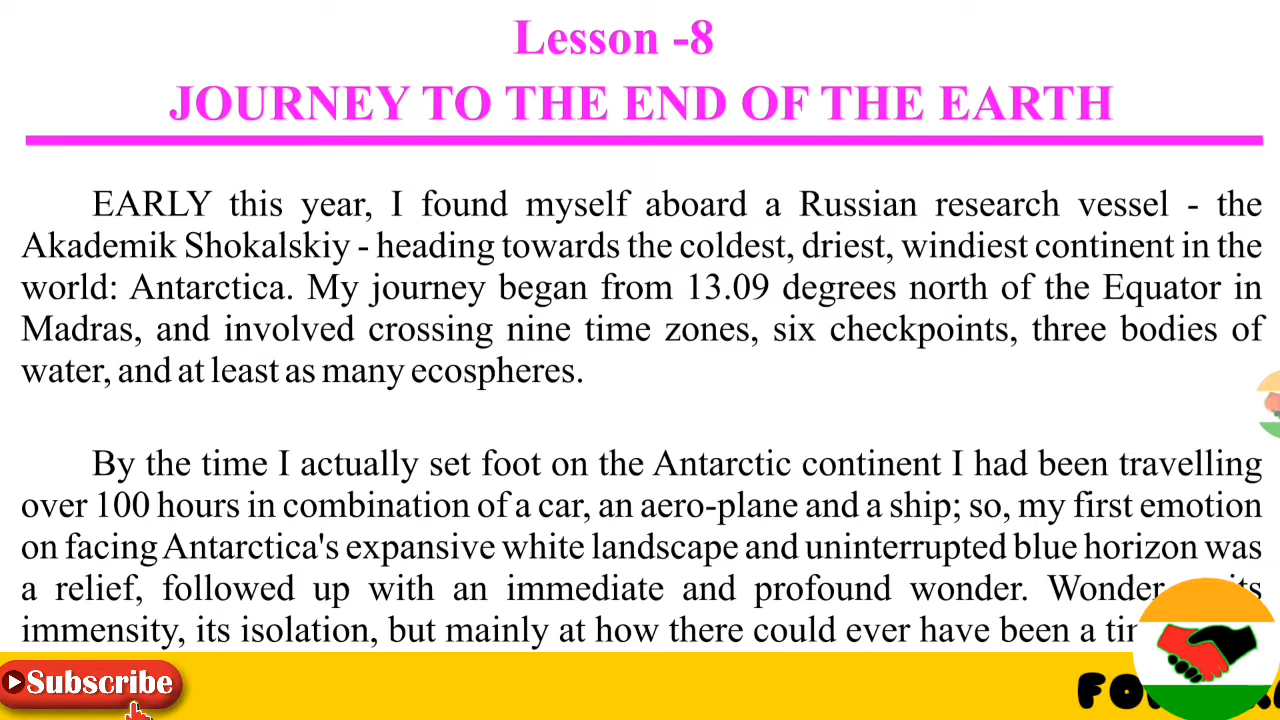 Lesson -8
JOURNEY TO THE END OF THE EARTH
EARLY this year, I found myself aboard a Russian research vessel - the
Akademik Shokalskiy - heading towards the coldest, driest, windiest continent in the
world: Antarctica. My journey began from 13.09 degrees north of the Equator in
Madras, and involved crossing nine time zones, six checkpoints, three bodies of
water, and at least as many ecospheres.
By the time I actually set foot on the Antarctic continent I had been travelling
over 100 hours in combination of a car, an aero-plane and a ship; so, my first emotion
on facing Antarctica's expansive white landscape and uninterrupted blue horizon was
a relief, followed up with an immediate and profound wonder. Wonder its
immensity, its isolation, but mainly at how there could ever have been a
Subscribe